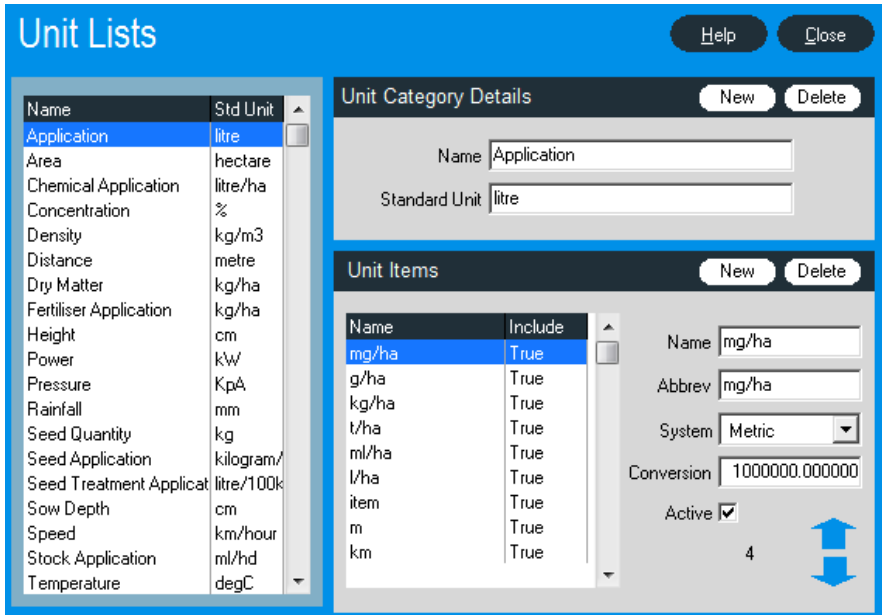 Unit Lists
Help
Close
Name Std Unit
Application litre
Area hectare
Chemical Application litre/ha
Concentration %
Density kg/m3
Distance metre
Dry Matter kg/ha
Fertiliser Application kg/ha
Height cm
Power kW
Pressure KpA
Rainfall mm
Seed Quantity kg
Seed Application kilogram/
Seed Treatment Applicat litre/100k
Sow Depth cm
Speed km/hour
Stock Application ml/hd
Temperature degC
Unit Category Details
New
Delete
Name Application
Standard Unit litre
Unit Items
New
Delete
Name Include
mg/ha True
g/ha True
kg/ha True
t/ha True
ml/ha True
l/ha True
item True
m True
km True
Name mg/ha
Abbrev mg/ha
System Metric
Conversion 1000000.000000
Active
4